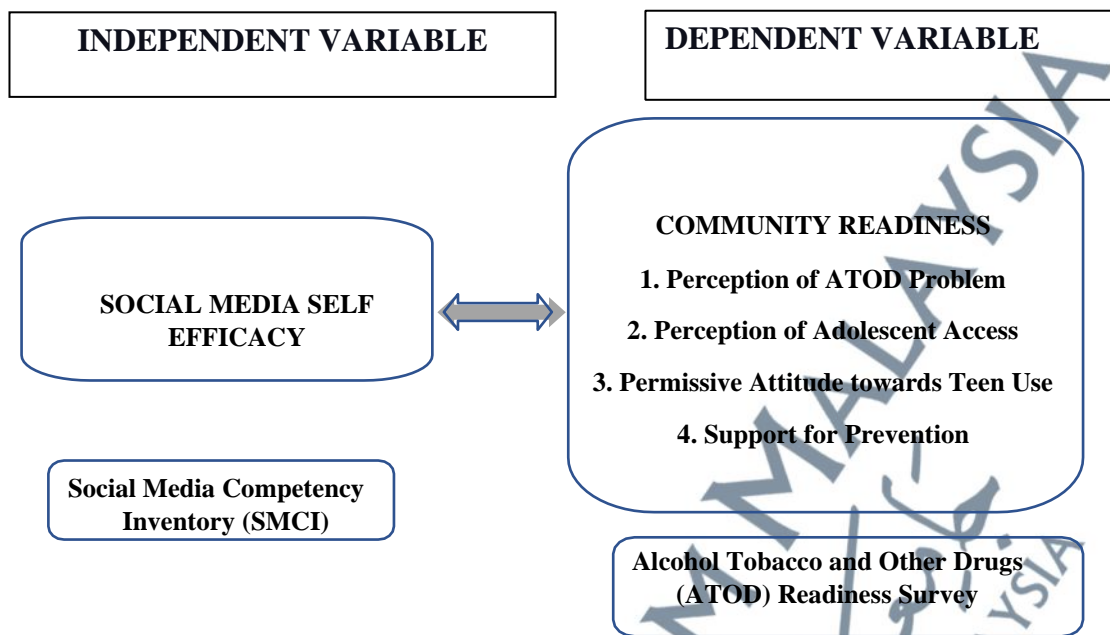 INDEPENDENT VARIABLE
DEPENDENT VARIABLE
SOCIAL MEDIA SELF
EFFICACY
COMMUNITY READINESS
1. Perception of ATOD Problem
2. Perception of Adolescent Access
3. Permissive Attitude towards Teen Use
4. Support for Prevention
Social Media Competency
Inventory (SMCI)
Alcohol Tobacco and Other Drugs
(ATOD) Readiness Survey
M MALAYSIA
YSIA